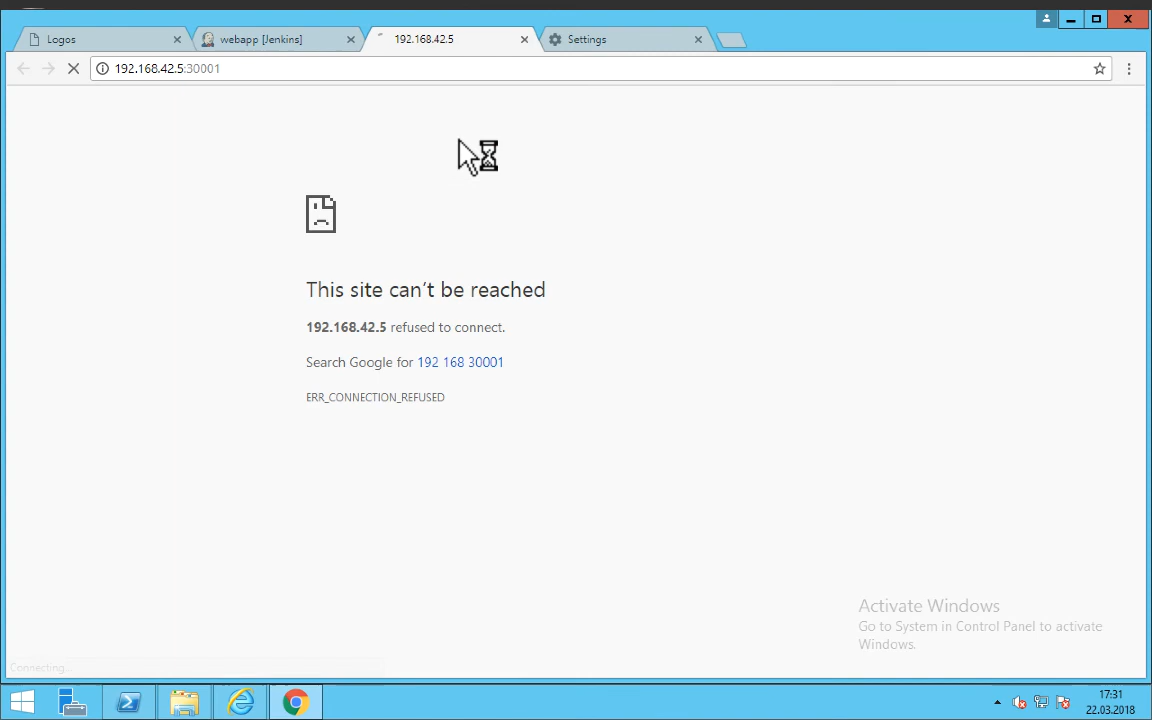 Logos
webapp [Jenkins]
192.168.42.5
Settings
192.168.42.5:30001
This site can't be reached
192.168.42.5 refused to connect.
Search Google for 192 168 30001
ERR_CONNECTION_REFUSED
Activate Windows
Go to System in Control Panel to activate
Windows.
Connecting...
17:31
22.03.2018